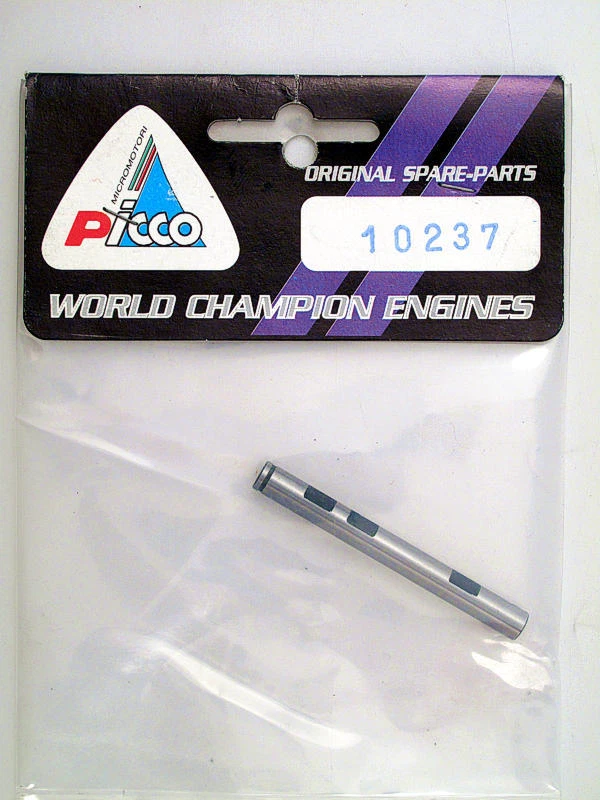 MICROMOTORI
Picco
ORIGINAL SPARE-PARTS
10237
WORLD CHAMPION ENGINES